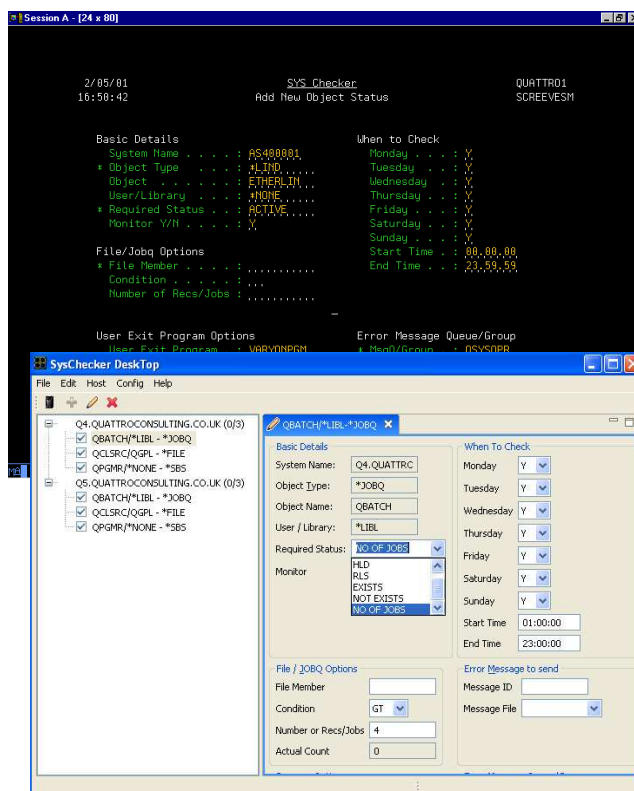 Session A - [24 x 80]
2/05/01 SYS Checker QUATTRO1
16:50:42 Add New Object Status SCREEVESM
Basic Details When to Check
System Name . . . . : AS400001 Monday . . . : Y
* Object Type . . . : *LIND Tuesday . . : Y
Object . . . . . . : ETHERLIN Wednesday . : Y
User/Library . . . : *NONE Thursday . . : Y
* Required Status . . : ACTIVE Friday . . . : Y
Monitor Y/N . . . . : Y Saturday . . : Y
Sunday . . . : Y
File/Jobq Options Start Time . : 00.00.00
* File Member . . . . : End Time . . : 23.59.59
Condition . . . . . :
Number of Recs/Jobs :
User Exit Program Options Error Message Queue/Group
User Exit Program . : VARYONPGM * MsgQ/Group . : QSYSOPR
MA
SysChecker DeskTop
File Edit Host Config Help
Q4.QUATTROCONSULTING.CO.UK (0/3)
QBATCH/*LIBL - *JOBQ
QCLSRC/QGPL - *FILE
QPGMR/*NONE - *SBS
Q5.QUATTROCONSULTING.CO.UK (0/3)
QBATCH/*LIBL - *JOBQ
QCLSRC/QGPL - *FILE
QPGMR/*NONE - *SBS
QBATCH/*LIBL-*JOBQ
Basic Details
System Name: Q4.QUATTRC
Object Type: *JOBQ
Object Name: QBATCH
User / Library: *LIBL
Required Status: NO OF JOBS
Monitor
HLD
RLS
EXISTS
NOT EXISTS
NO OF JOBS
When To Check
Monday Y
Tuesday Y
Wednesday Y
Thursday Y
Friday Y
Saturday Y
Sunday Y
Start Time 01:00:00
End Time 23:00:00
File / JOBQ Options
File Member
Condition GT
Number or Recs/Jobs 4
Actual Count 0
Error Message to send
Message ID
Message File